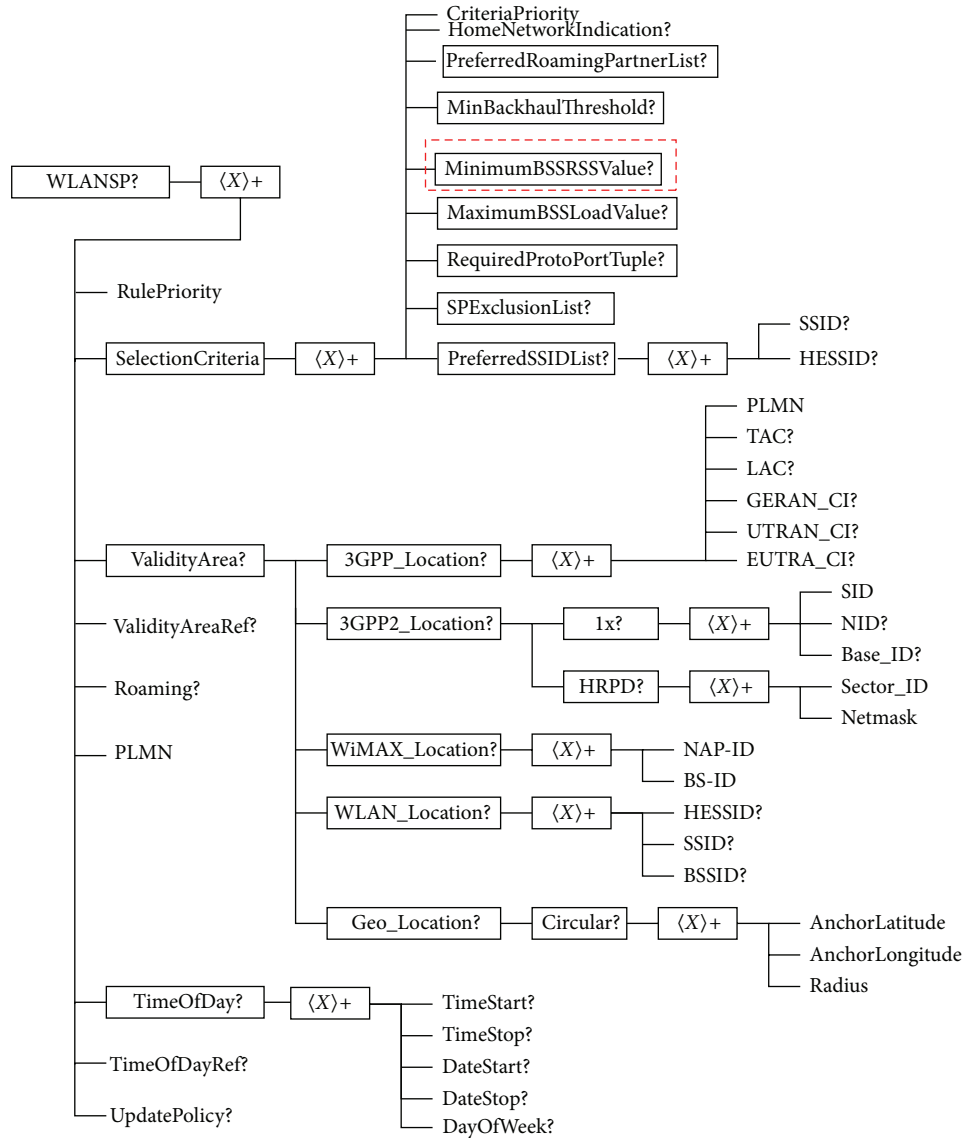 CriteriaPriority
HomeNetworkIndication?
PreferredRoamingPartnerList?
MinBackhaulThreshold?
MinimumBSSRSSValue?
WLANSP?
⟨X⟩+
MaximumBSSLoadValue?
RequiredProtoPortTuple?
RulePriority
SPExclusionList?
SSID?
SelectionCriteria
⟨X⟩+
PreferredSSIDList?
⟨X⟩+
HESSID?
PLMN
TAC?
LAC?
GERAN_CI?
UTRAN_CI?
ValidityArea?
3GPP_Location?
⟨X⟩+
EUTRA_CI?
SID
ValidityAreaRef?
3GPP2_Location?
1x?
⟨X⟩+
NID?
Base_ID?
Roaming?
HRPD?
⟨X⟩+
Sector_ID
Netmask
PLMN
WiMAX_Location?
⟨X⟩+
NAP-ID
BS-ID
WLAN_Location?
⟨X⟩+
HESSID?
SSID?
BSSID?
Geo_Location?
Circular?
⟨X⟩+
AnchorLatitude
AnchorLongitude
Radius
TimeOfDay?
⟨X⟩+
TimeStart?
TimeStop?
TimeOfDayRef?
DateStart?
DateStop?
UpdatePolicy?
DayOfWeek?